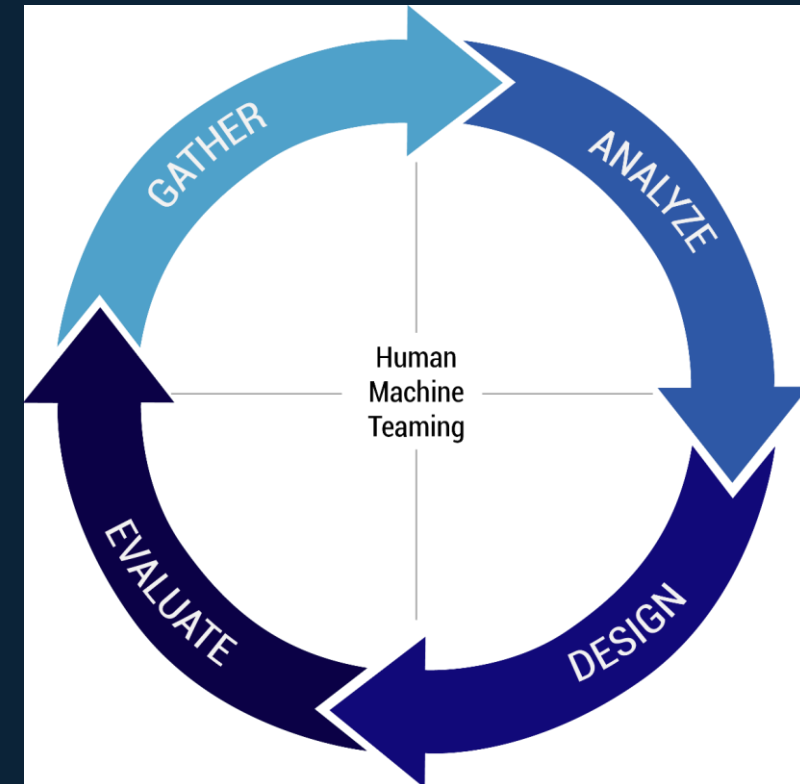 GATHER
ANALYZE
Human
Machine
Teaming
EVALUATE
DESIGN